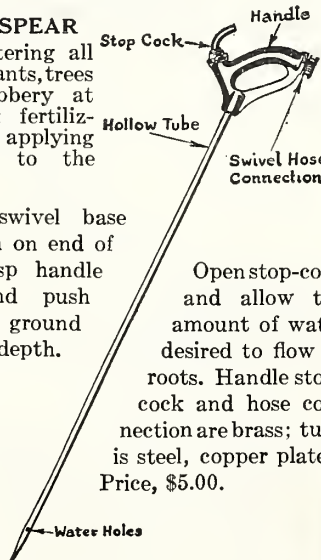 SPEAR
Handle
Stop Cock
tering all
ants, trees
bbery at
fertiliz-
applying
to the
Hollow Tube
Swivel Hose
Connection
swivel base
on end of
sp handle
nd push
ground
depth.
Open stop-co
and allow t
amount of wat
desired to flow
roots. Handle sto
cock and hose co
nection are brass; tu
is steel, copper plate
Price, $5.00.
Water Holes